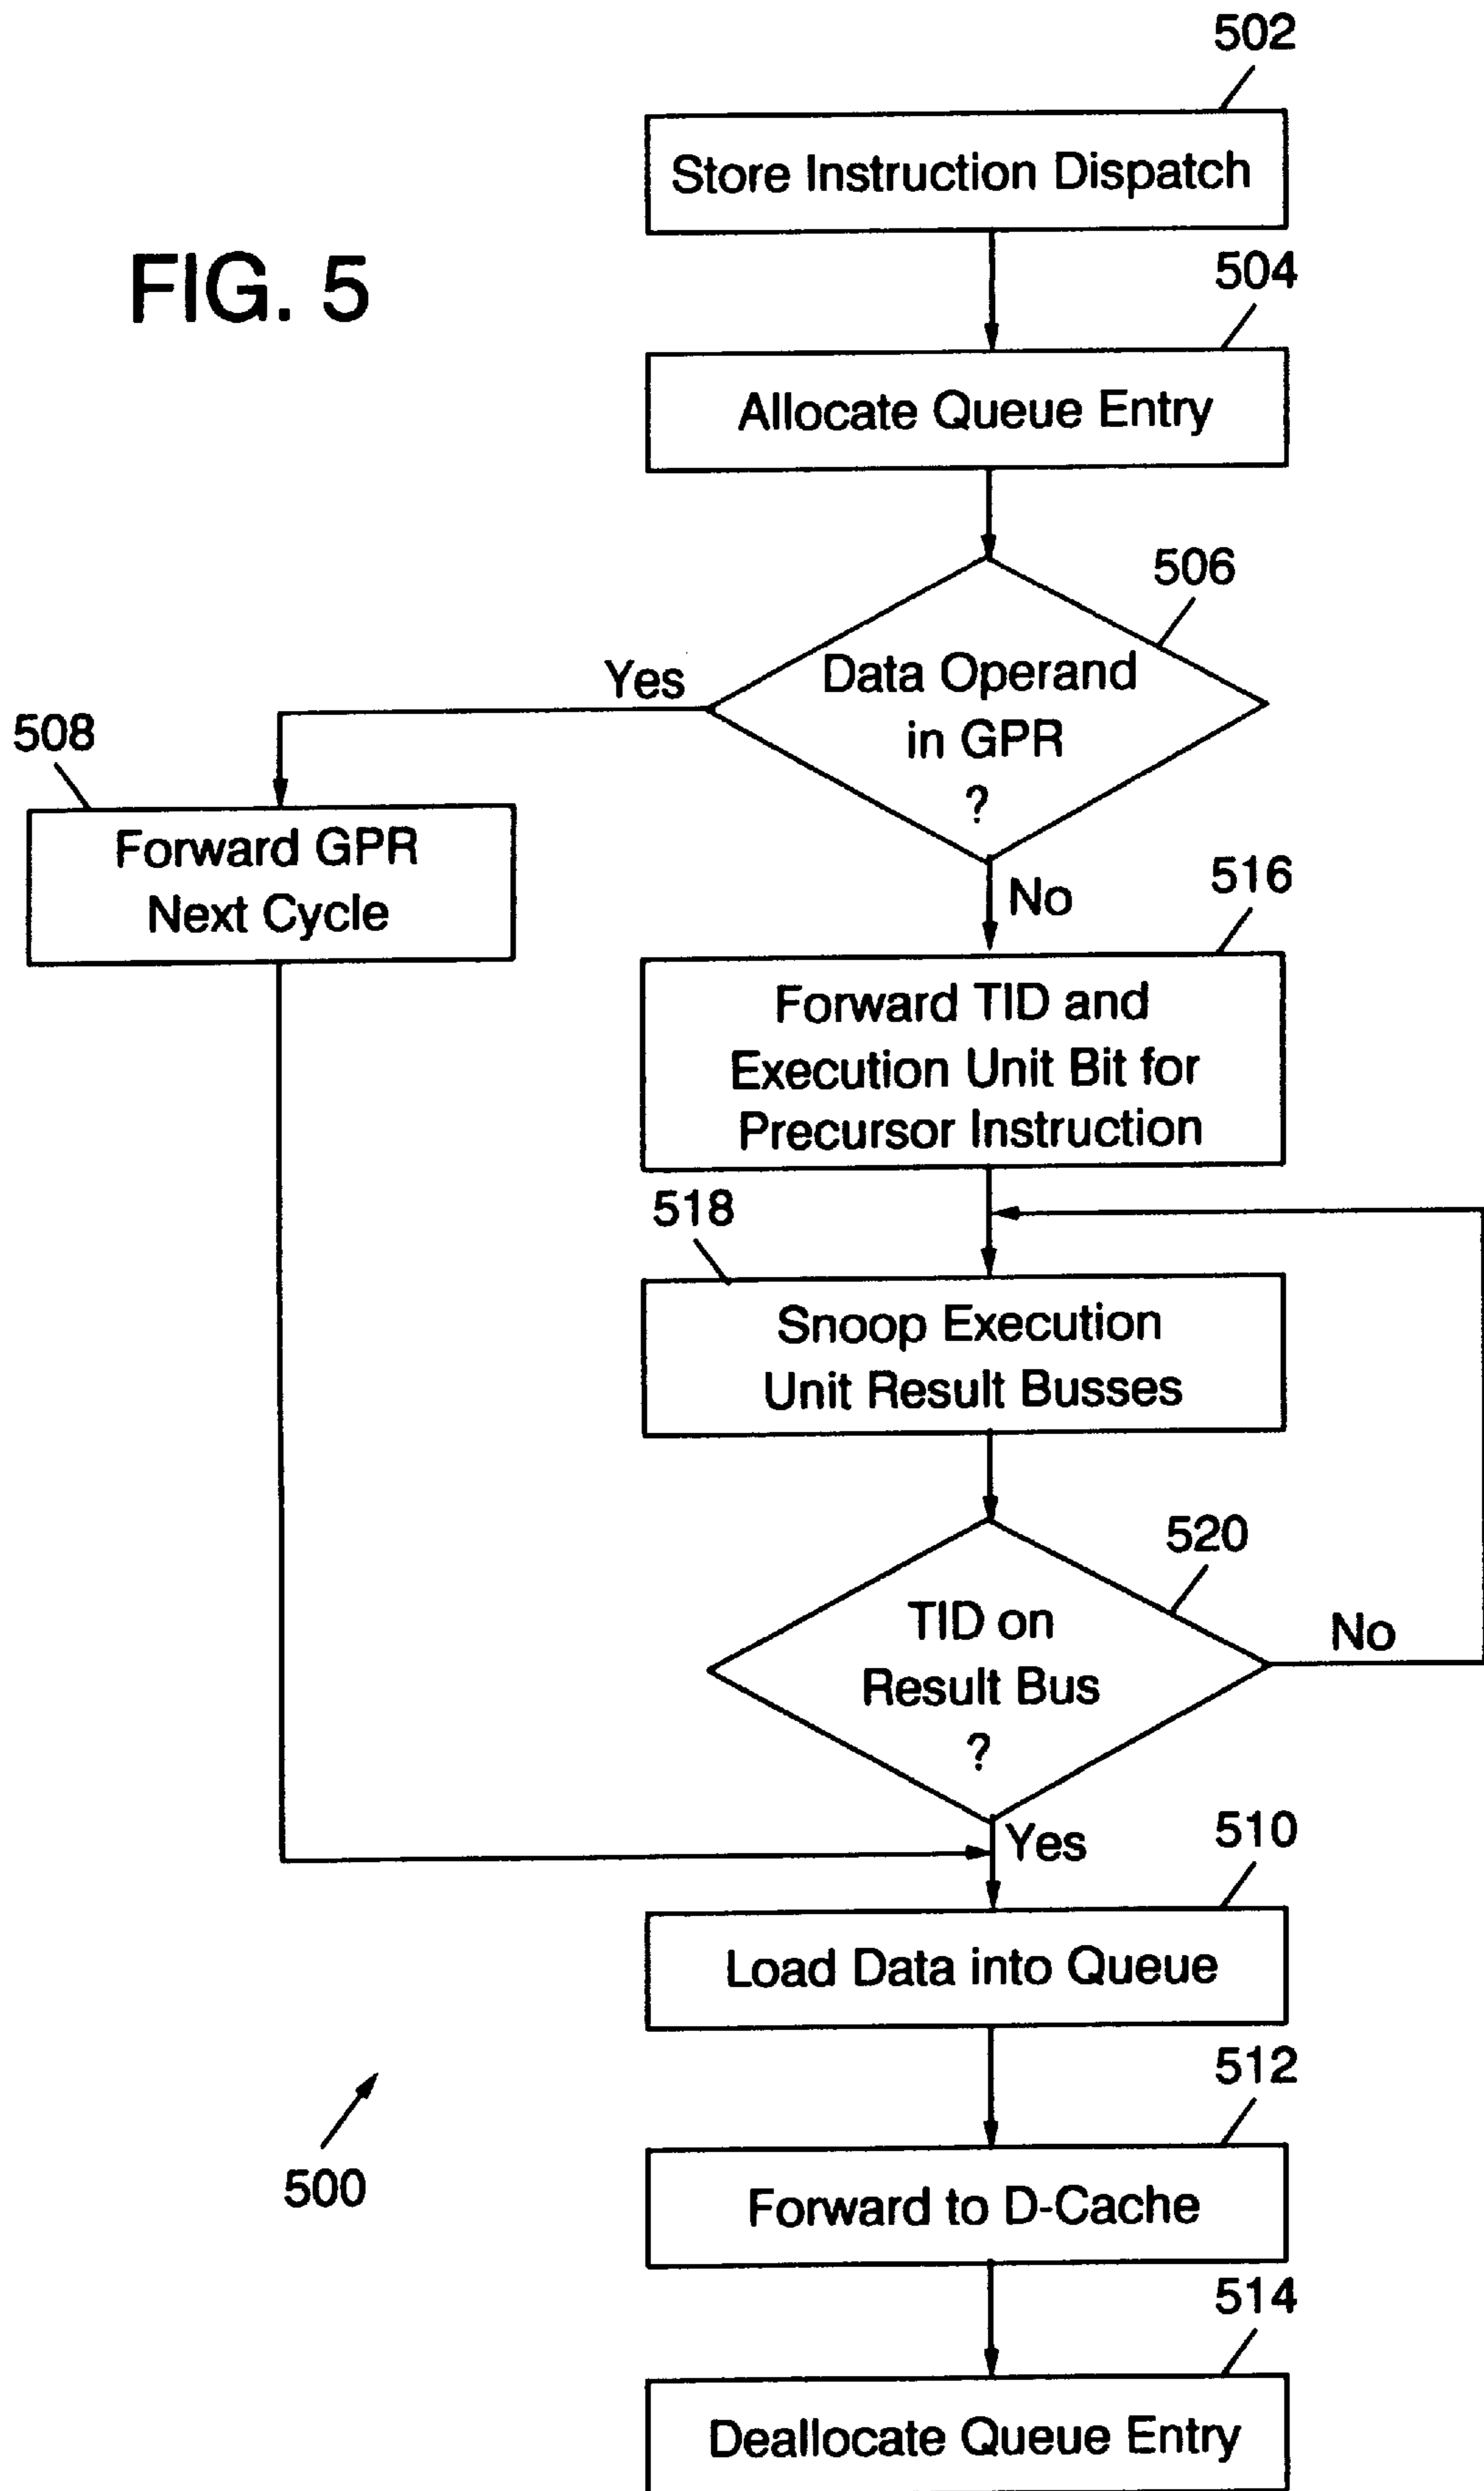 502
Store Instruction Dispatch
FIG. 5
504
Allocate Queue Entry
506
Data Operand
in GPR
?
Yes
508
Forward GPR
Next Cycle
No
516
Forward TID and
Execution Unit Bit for
Precursor Instruction
518
Snoop Execution
Unit Result Busses
520
TID on
Result Bus
?
No
Yes
510
Load Data into Queue
512
Forward to D-Cache
500
514
Deallocate Queue Entry